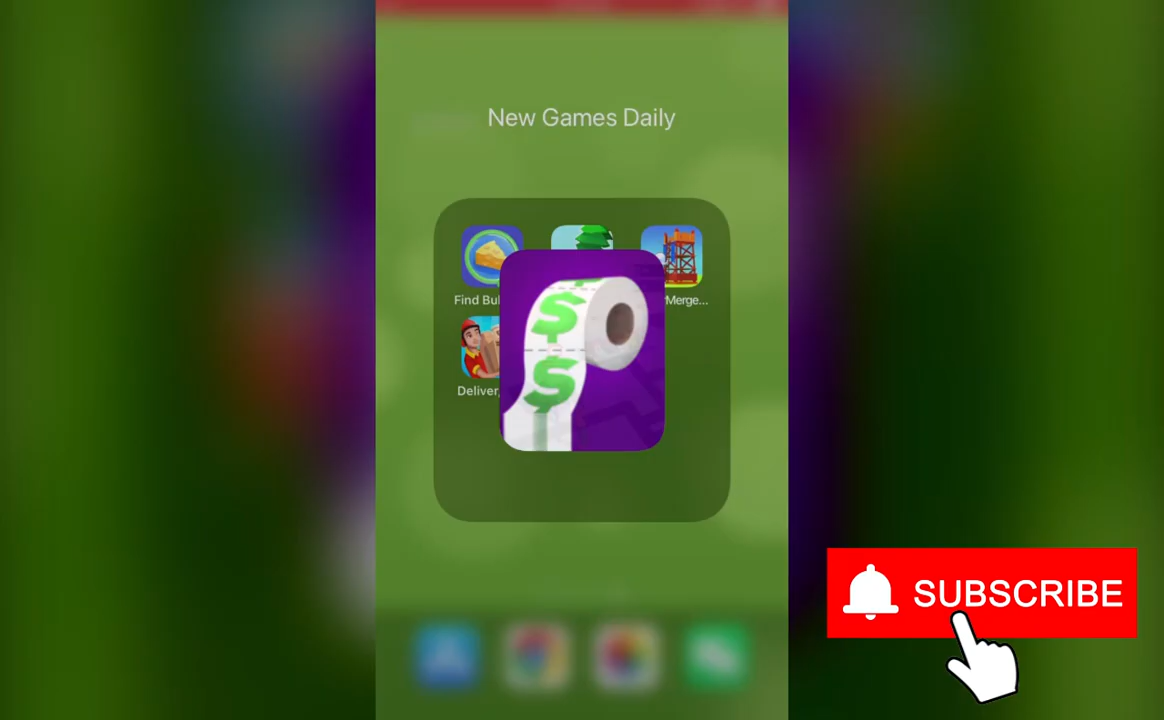 New Games Daily
Find Bul
Merge...
Deliver,
$
$
SUBSCRIBE